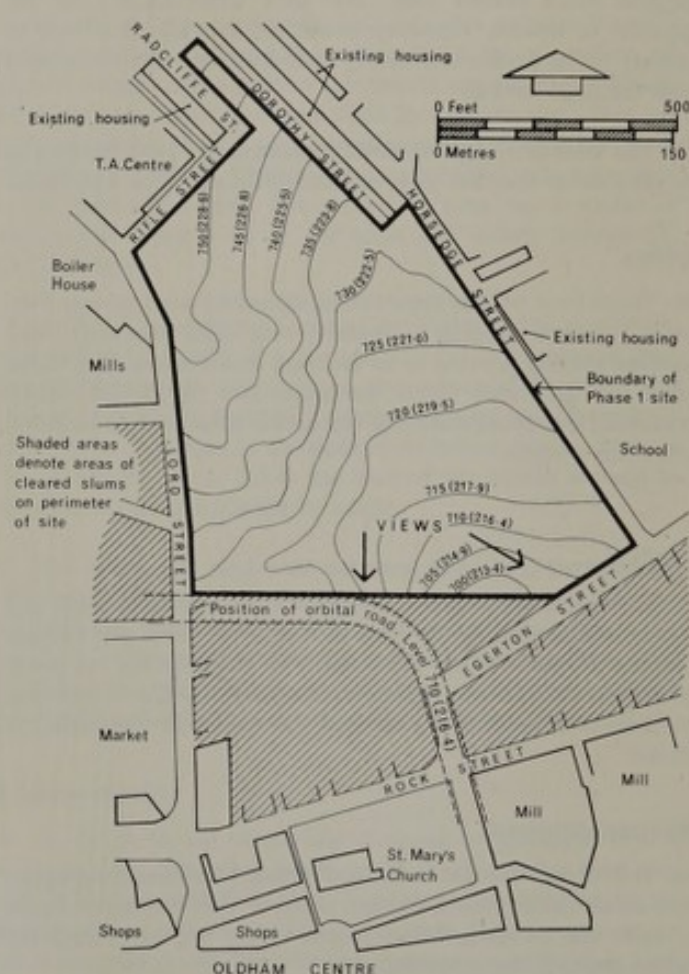 RADCLIFFE
ST.
Existing housing
0 Feet 500
0 Metres 150
DOROTHY STREET
Existing housing
T.A.Centre
RIFLE STREET
HORSEDGE
STREET
750 (228·6)
745 (226·8)
740 (225·5)
735 (223·8)
730 (222·5)
Boiler
House
725 (221·0)
Existing housing
Mills
Boundary of
Phase 1 site
720 (219·5)
Shaded areas
denote areas of
cleared slums
on perimeter
of site
LORD STREET
School
715 (217·9)
VIEWS
710 (216·4)
705 (214·9)
700 (213·4)
Position of orbital road. Level 710 (216·4)
EGERTON STREET
Market
ROCK STREET
Mill
Mill
St. Mary's
Church
Shops
Shops
OLDHAM CENTRE